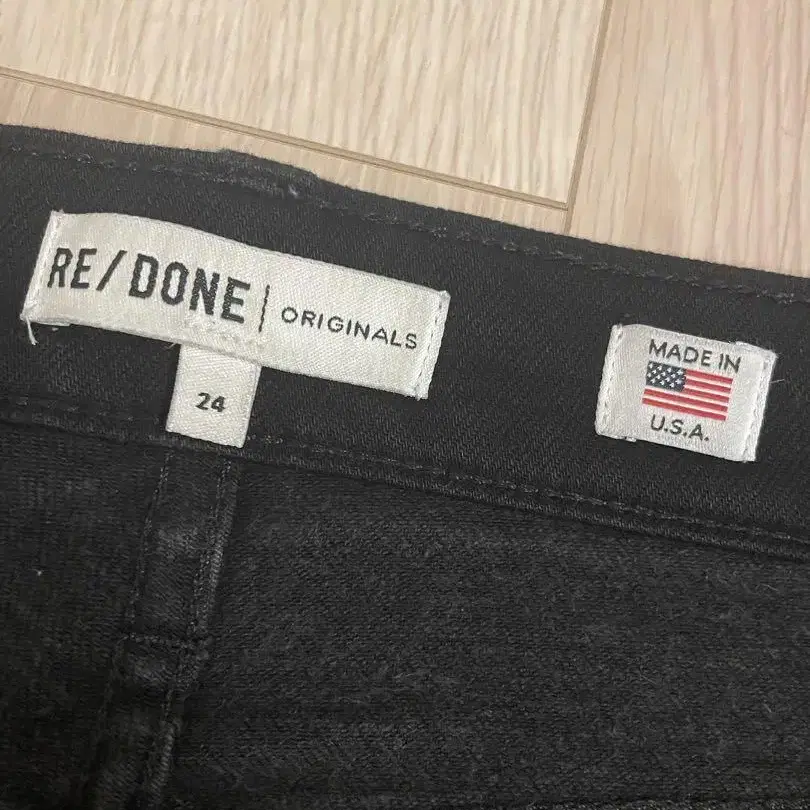 RE/DONE | ORIGINALS
24
MADE IN
U.S.A.